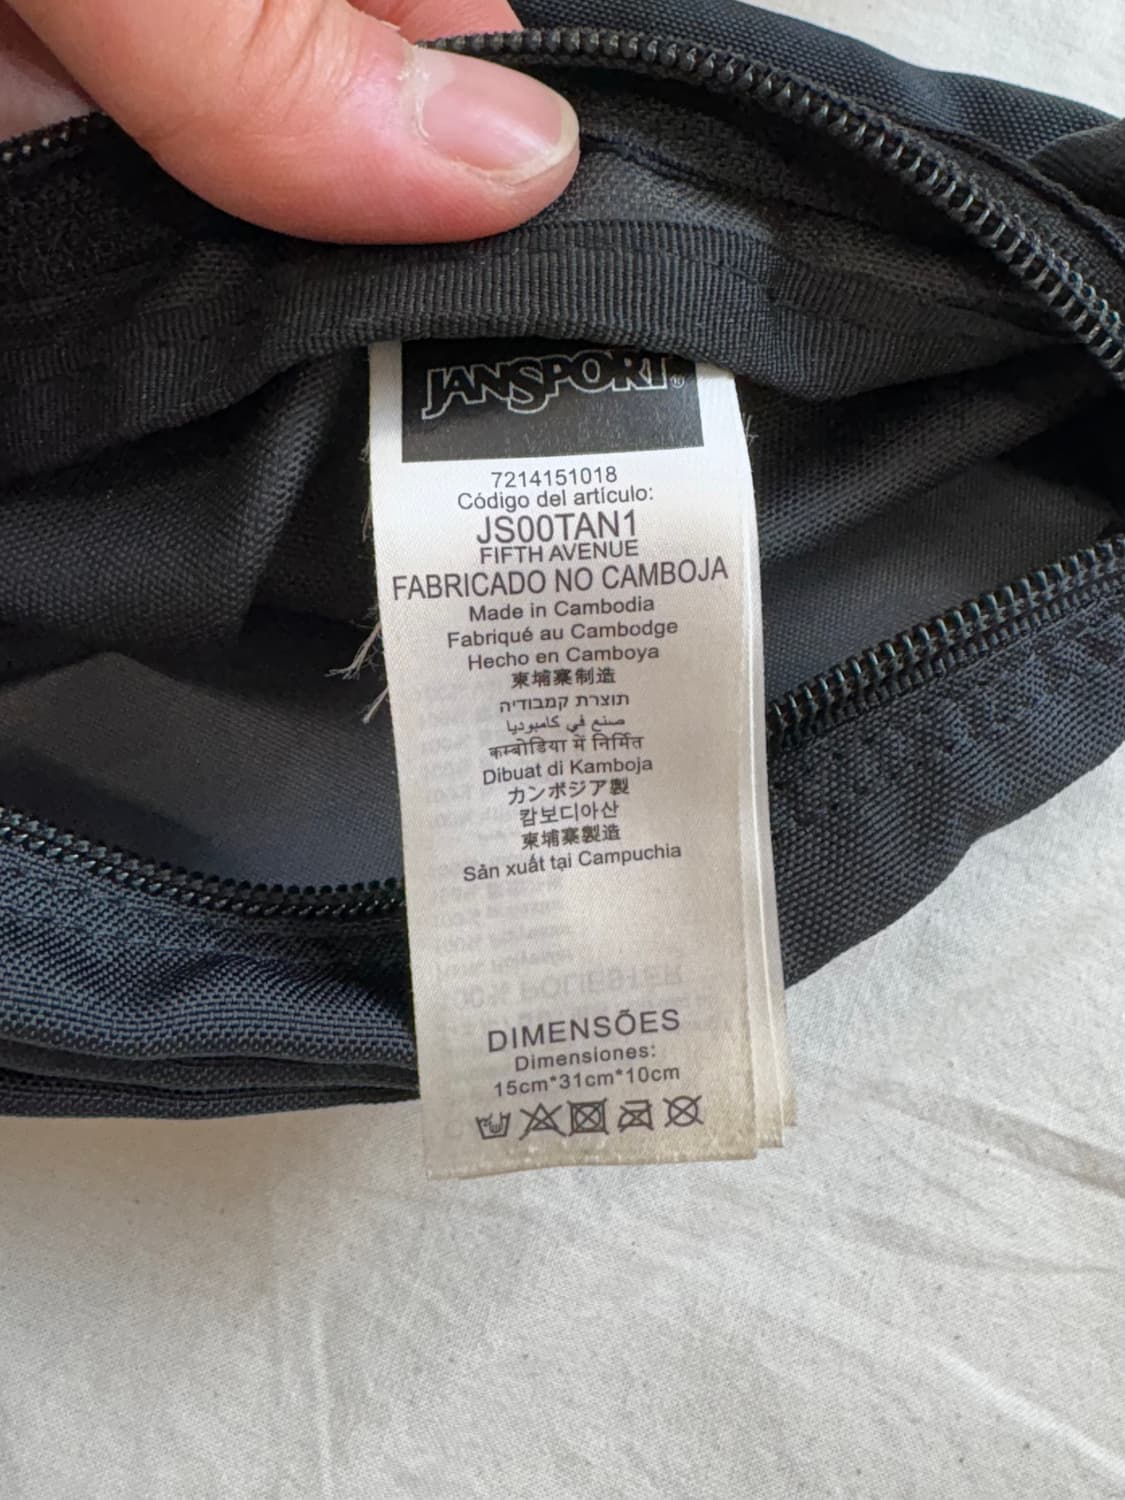 JANSPORT®
7214151018
Código del artículo:
JS00TAN1
FIFTH AVENUE
FABRICADO NO CAMBOJA
Made in Cambodia
Fabriqué au Cambodge
Hecho en Camboya
柬埔寨制造
תוצרת קמבודיה
صنع في كامبوديا
कम्बोडिया में निर्मित
Dibuat di Kamboja
カンボジア製
캄보디아산
柬埔寨製造
Sản xuất tại Campuchia
DIMENSÕES
Dimensiones:
15cm*31cm*10cm